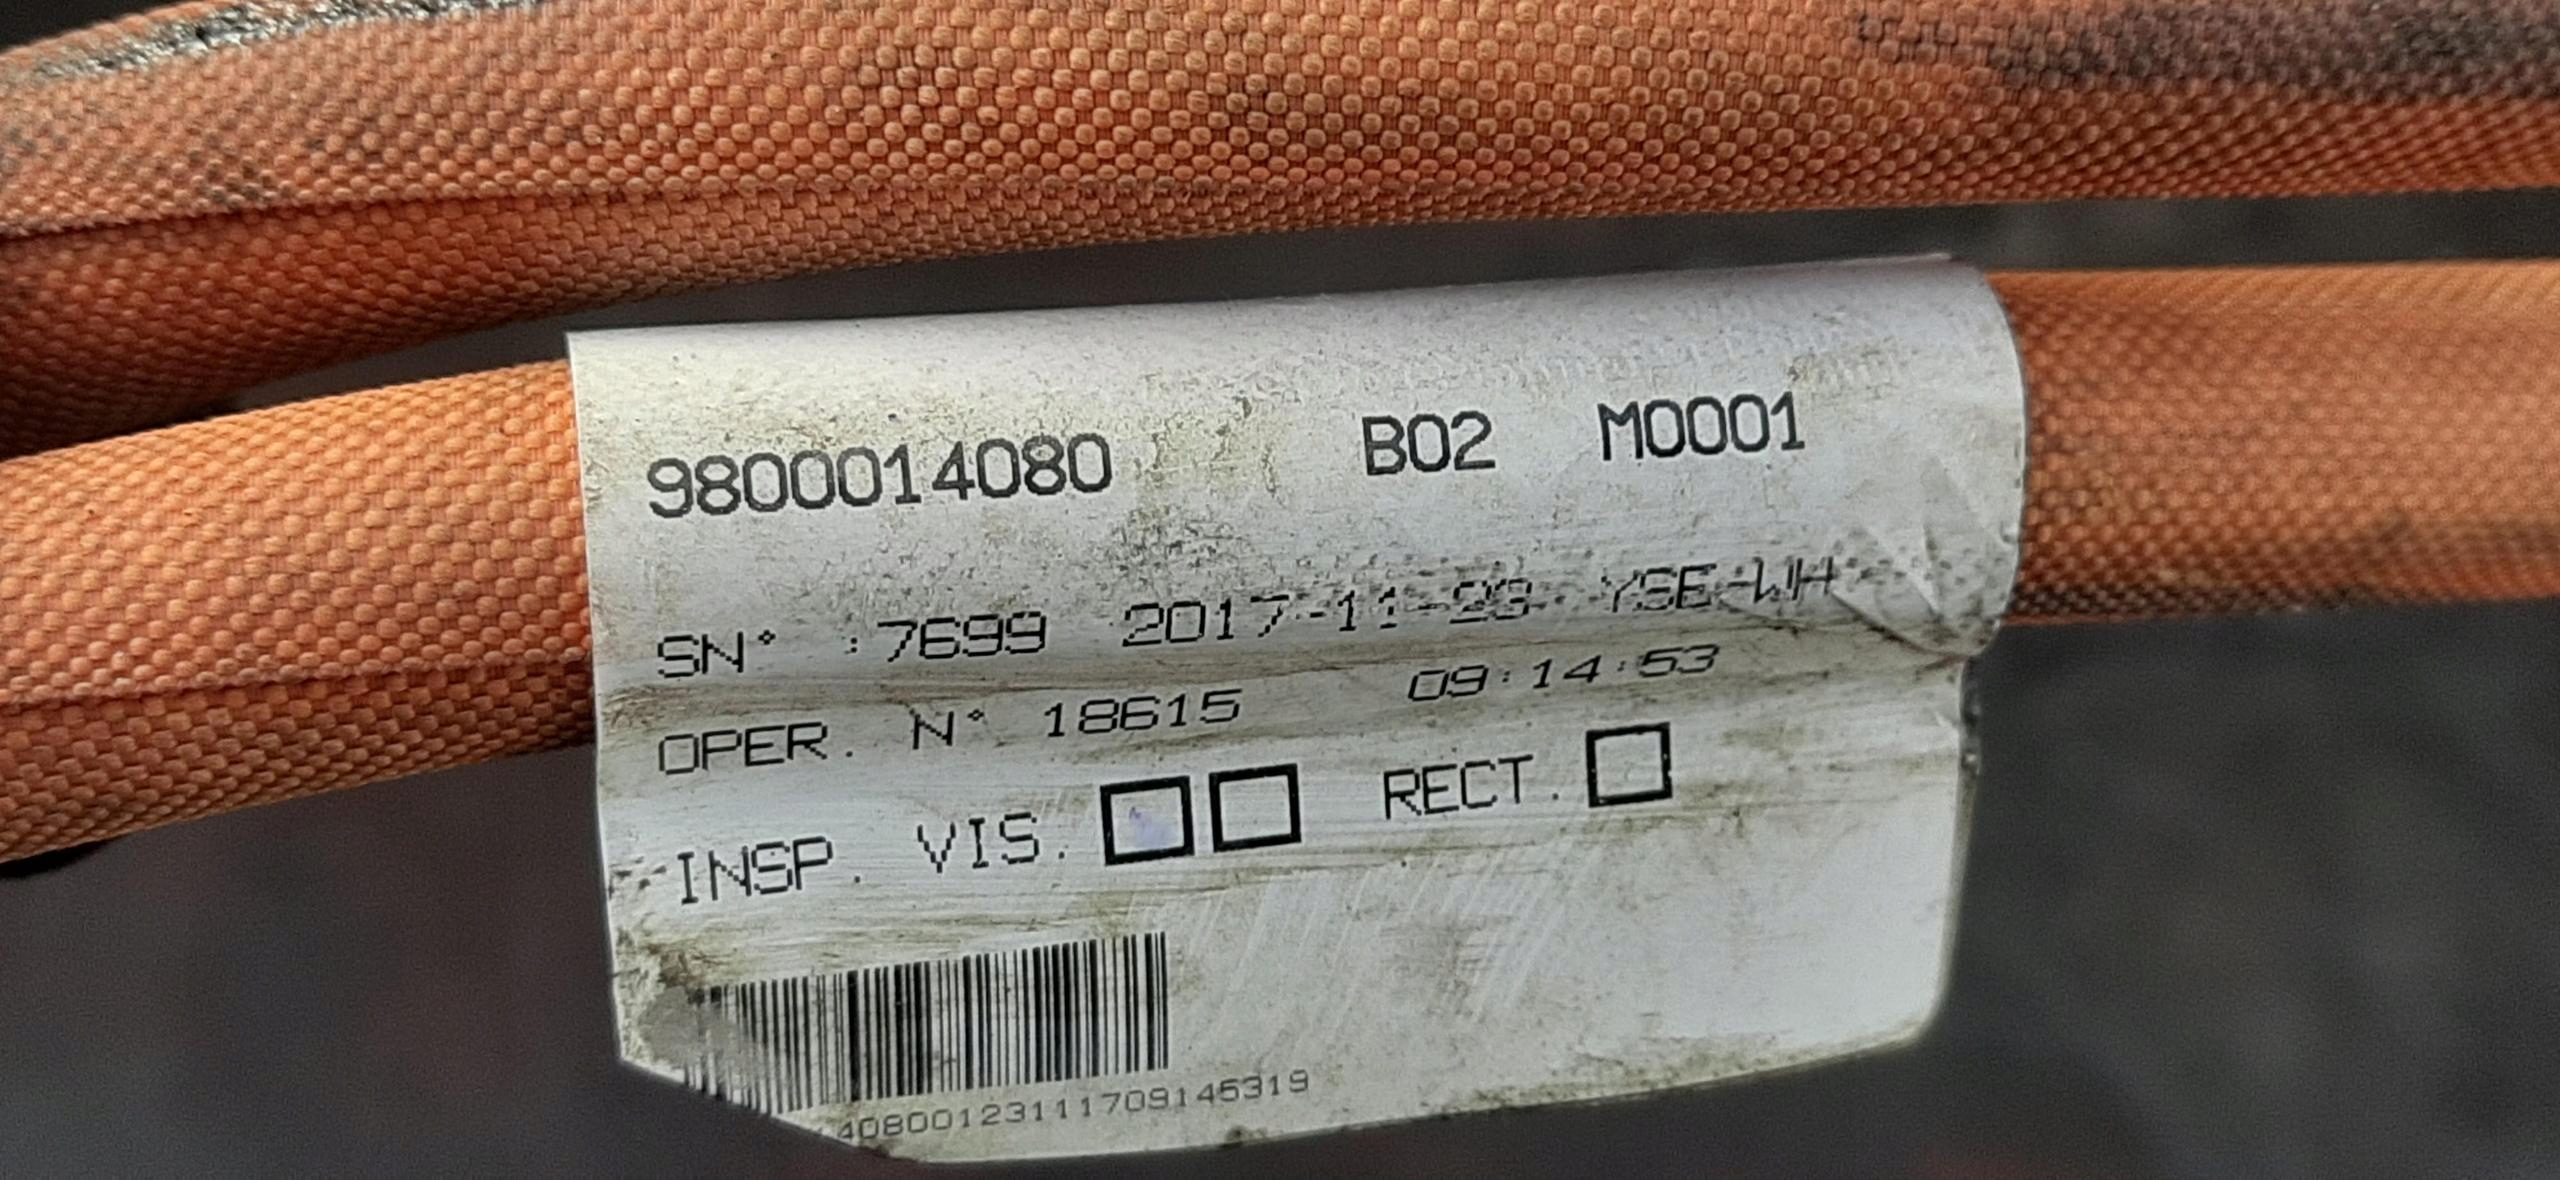 9800014080 B02 M0001
SN° :7699 2017-11-23 YSE-WH
OPER. N° 18615 09:14:53
INSP. VIS. RECT.
40800123111709145319